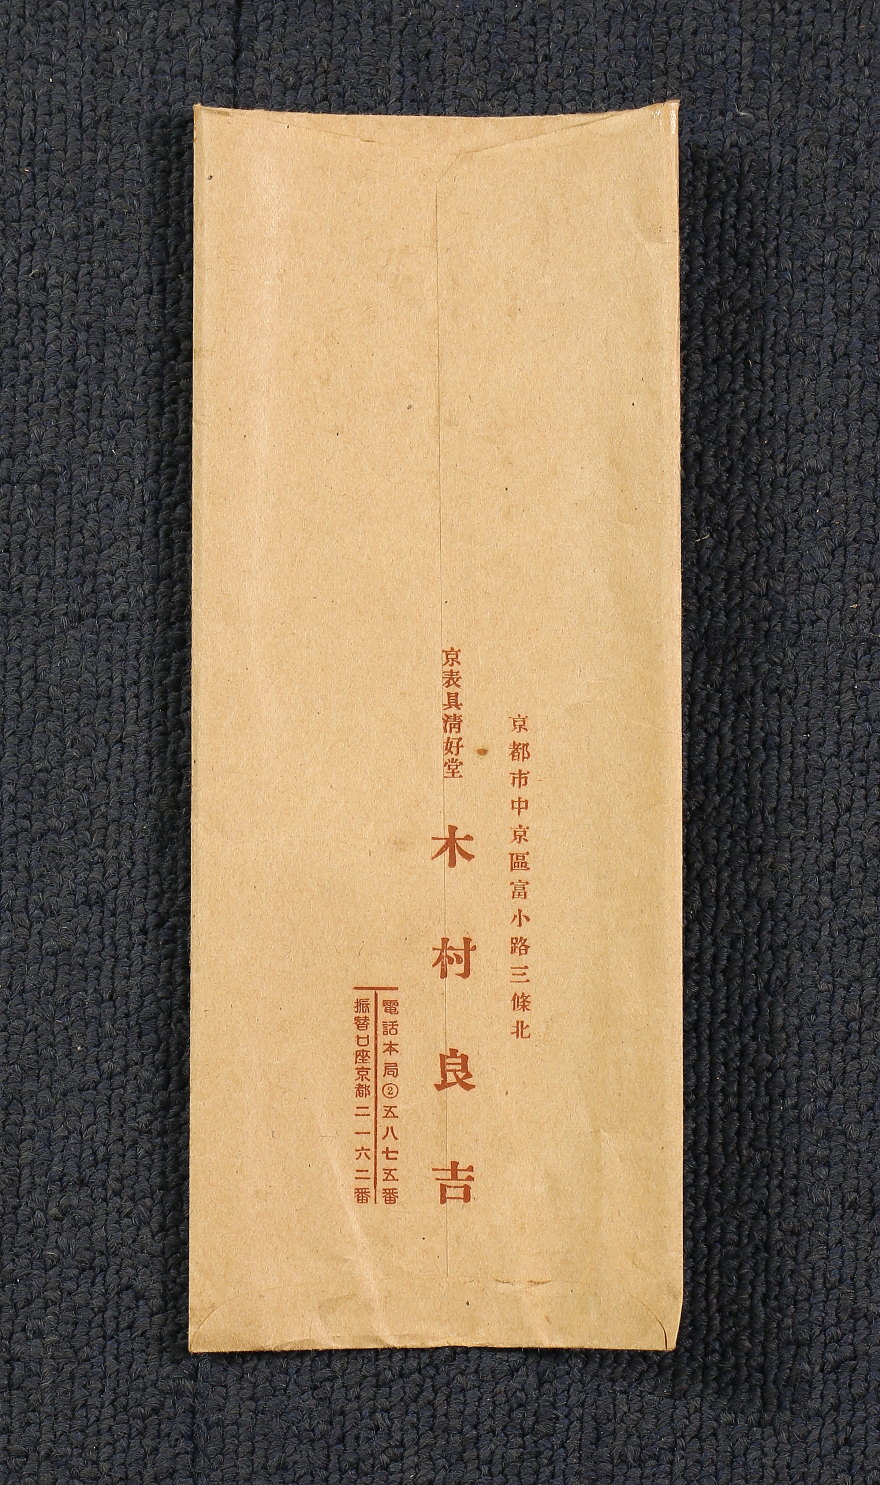 京都市中京區富小路三條北
京表具清好堂 木村良吉
電話本局②五八七五番
振替口座京都二一六二番